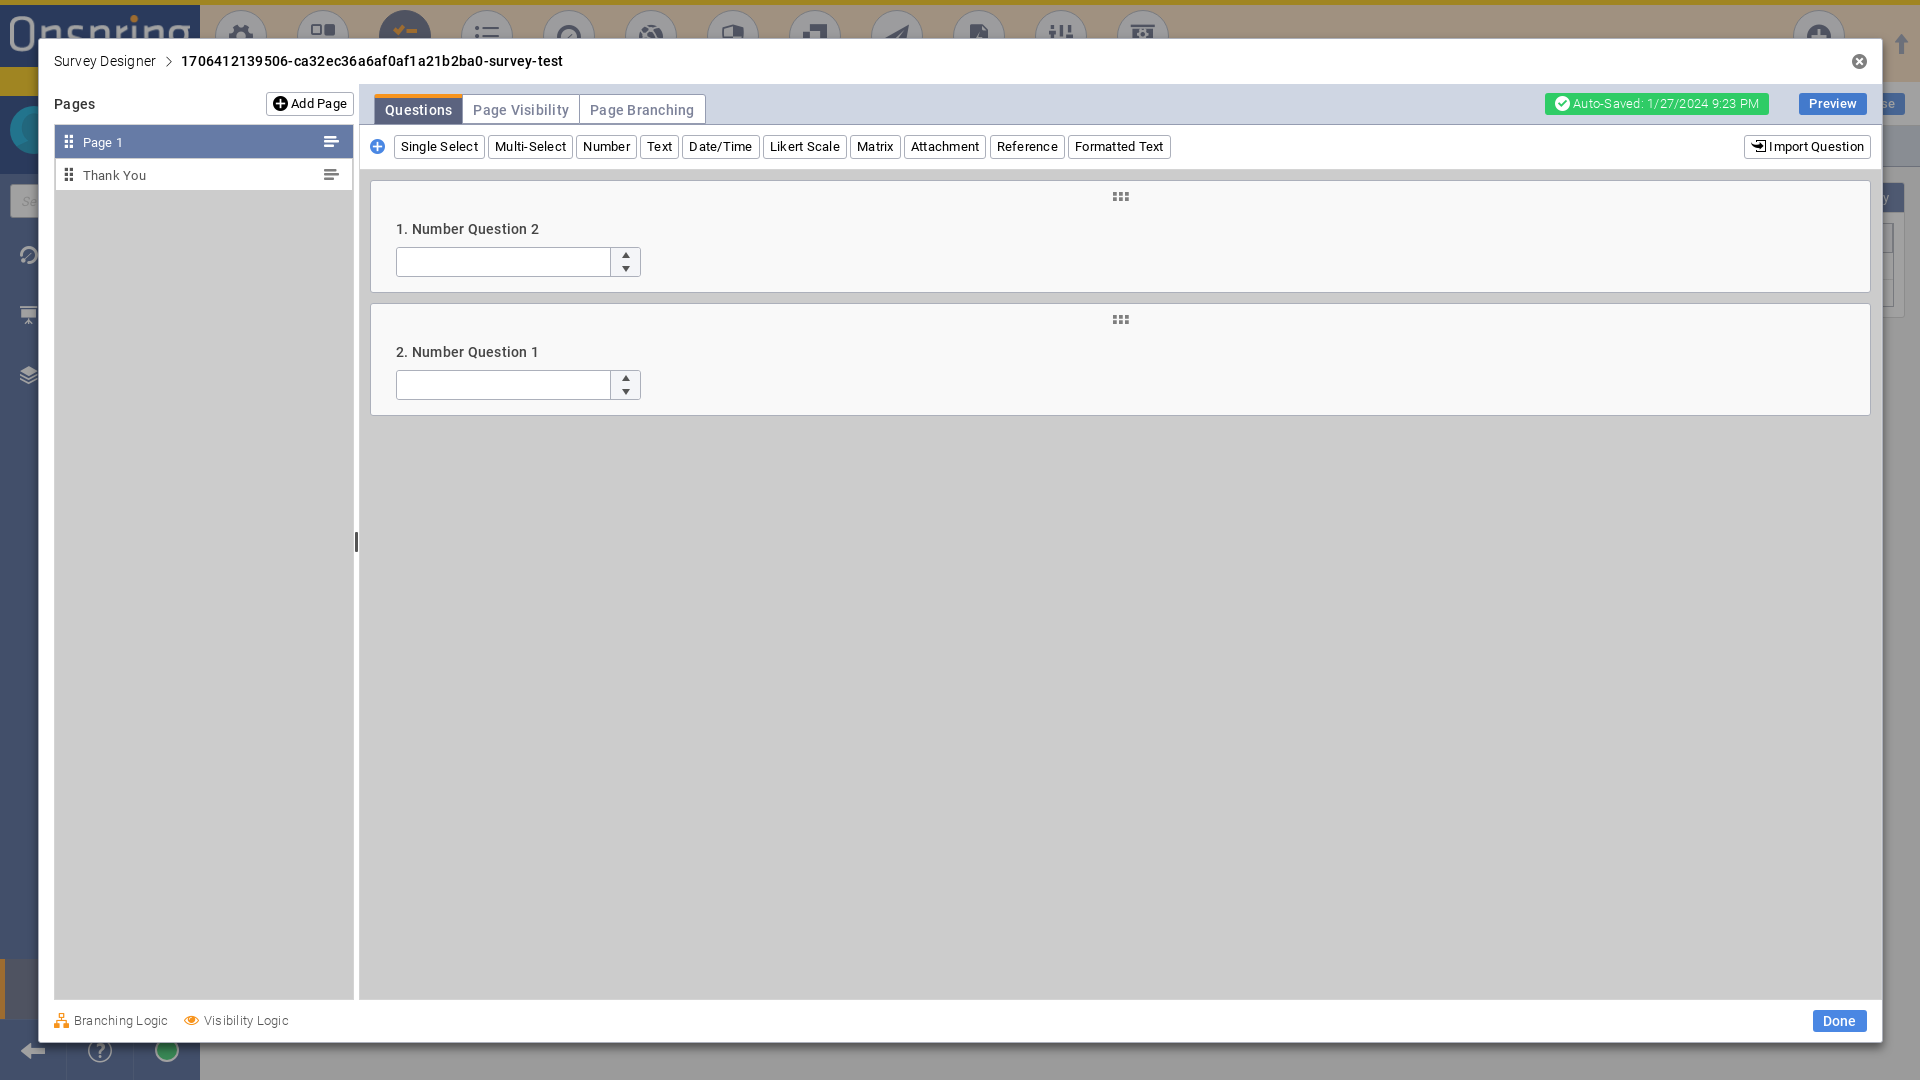 Onspring
Survey Designer > 1706412139506-ca32ec36a6af0af1a21b2ba0-survey-test
Pages
Add Page
Page 1
Thank You
Questions
Page Visibility
Page Branching
Auto-Saved: 1/27/2024 9:23 PM
Preview
Single Select
Multi-Select
Number
Text
Date/Time
Likert Scale
Matrix
Attachment
Reference
Formatted Text
Import Question
1. Number Question 2
2. Number Question 1
Branching Logic
Visibility Logic
Done